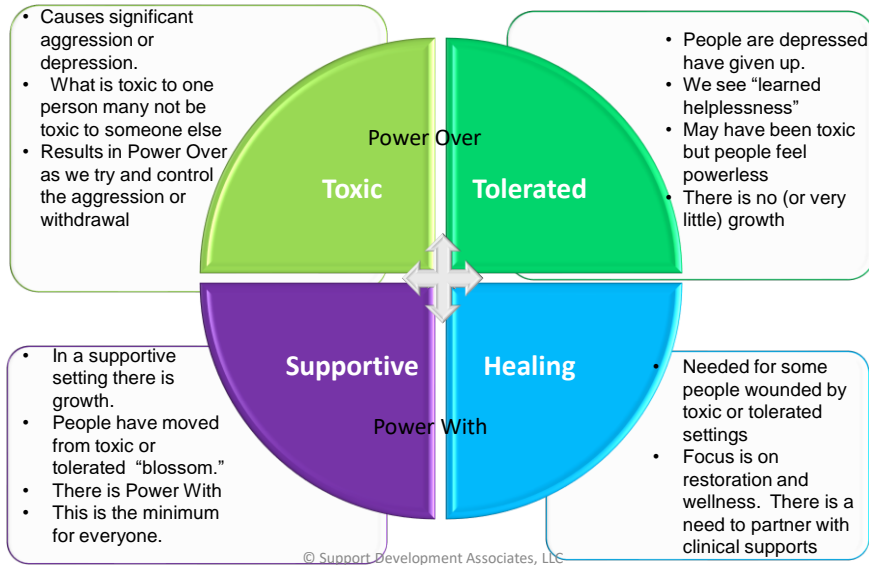 • Causes significant
aggression or
depression.
• What is toxic to one
person many not be
toxic to someone else
• Results in Power Over
as we try and control
the aggression or
withdrawal
• People are depressed
have given up.
• We see “learned
helplessness”
• May have been toxic
but people feel
powerless
• There is no (or very
little) growth
Power Over
Toxic
Tolerated
Supportive
Healing
Power With
• In a supportive
setting there is
growth.
• People have moved
from toxic or
tolerated “blossom.”
• There is Power With
• This is the minimum
for everyone.
• Needed for some
people wounded by
toxic or tolerated
settings
• Focus is on
restoration and
wellness. There is a
need to partner with
clinical supports
© Support Development Associates, LLC